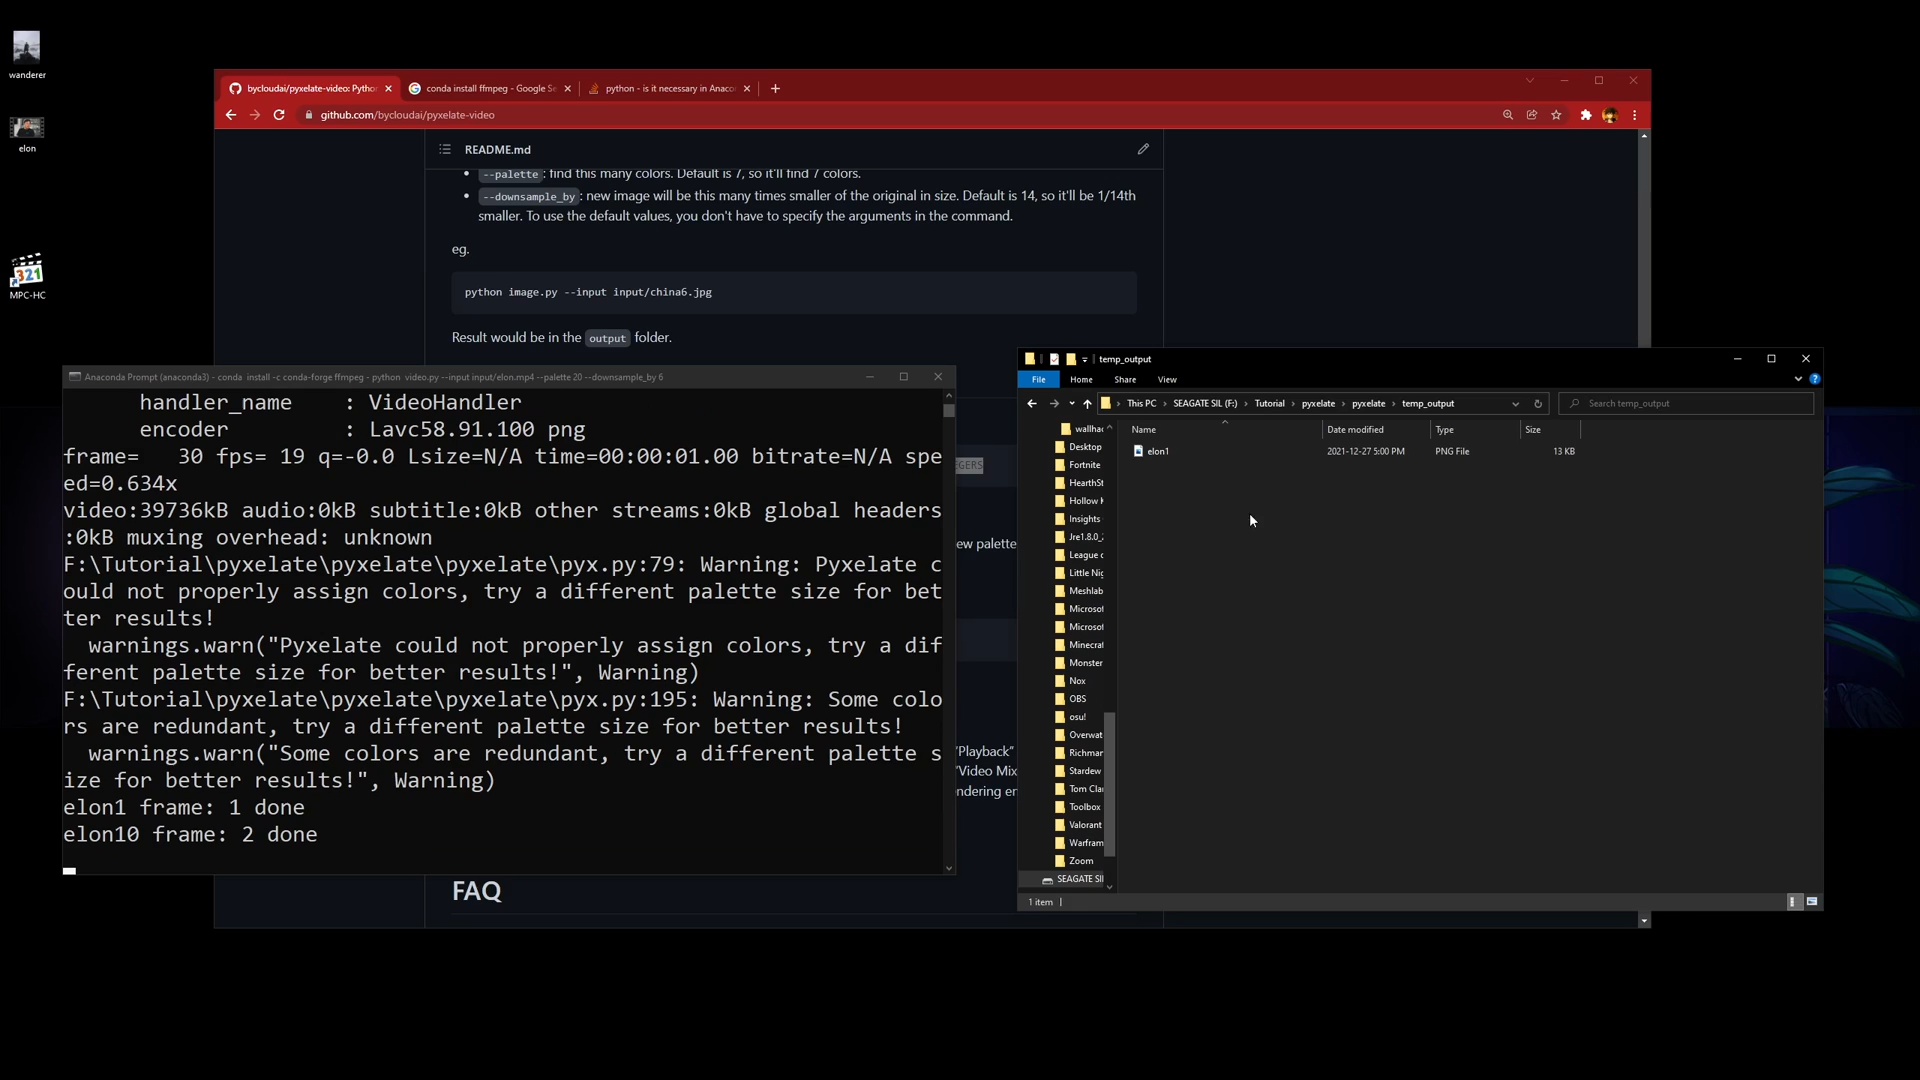 wanderer
elon
MPC-HC
bycloudai/pyxelate-video: Pytho
conda install ffmpeg - Google Se
python - is it necessary in Anaco
github.com/bycloudai/pyxelate-video
README.md
--palette : find this many colors. Default is 7, so it'll find 7 colors.
--downsample_by : new image will be this many times smaller of the original in size. Default is 14, so it'll be 1/14th
smaller. To use the default values, you don't have to specify the arguments in the command.
eg.
python image.py --input input/china6.jpg
Result would be in the output folder.
EGERS
ew palette
"Playback"
"Video Mix
ndering en
FAQ
Anaconda Prompt (anaconda3) - conda install -c conda-forge ffmpeg - python video.py --input input/elon.mp4 --palette 20 --downsample_by 6
handler_name : VideoHandler
encoder : Lavc58.91.100 png
frame= 30 fps= 19 q=-0.0 Lsize=N/A time=00:00:01.00 bitrate=N/A spe
ed=0.634x
video:39736kB audio:0kB subtitle:0kB other streams:0kB global headers
:0kB muxing overhead: unknown
F:\Tutorial\pyxelate\pyxelate\pyxelate\pyx.py:79: Warning: Pyxelate c
ould not properly assign colors, try a different palette size for bet
ter results!
warnings.warn("Pyxelate could not properly assign colors, try a dif
ferent palette size for better results!", Warning)
F:\Tutorial\pyxelate\pyxelate\pyxelate\pyx.py:195: Warning: Some colo
rs are redundant, try a different palette size for better results!
warnings.warn("Some colors are redundant, try a different palette s
ize for better results!", Warning)
elon1 frame: 1 done
elon10 frame: 2 done
temp_output
File Home Share View
This PC › SEAGATE SIL (F:) › Tutorial › pyxelate › pyxelate › temp_output
Search temp_output
Name Date modified Type Size
elon1 2021-12-27 5:00 PM PNG File 13 KB
wallhac
Desktop
Fortnite
HearthSt
Hollow K
Insights
Jre1.8.0_
League o
Little Nig
Meshlab
Microsof
Microsof
Minecraf
Monster
Nox
OBS
osu!
Overwat
Richmar
Stardew
Tom Cla
Toolbox
Valorant
Warfram
Zoom
SEAGATE SI
1 item